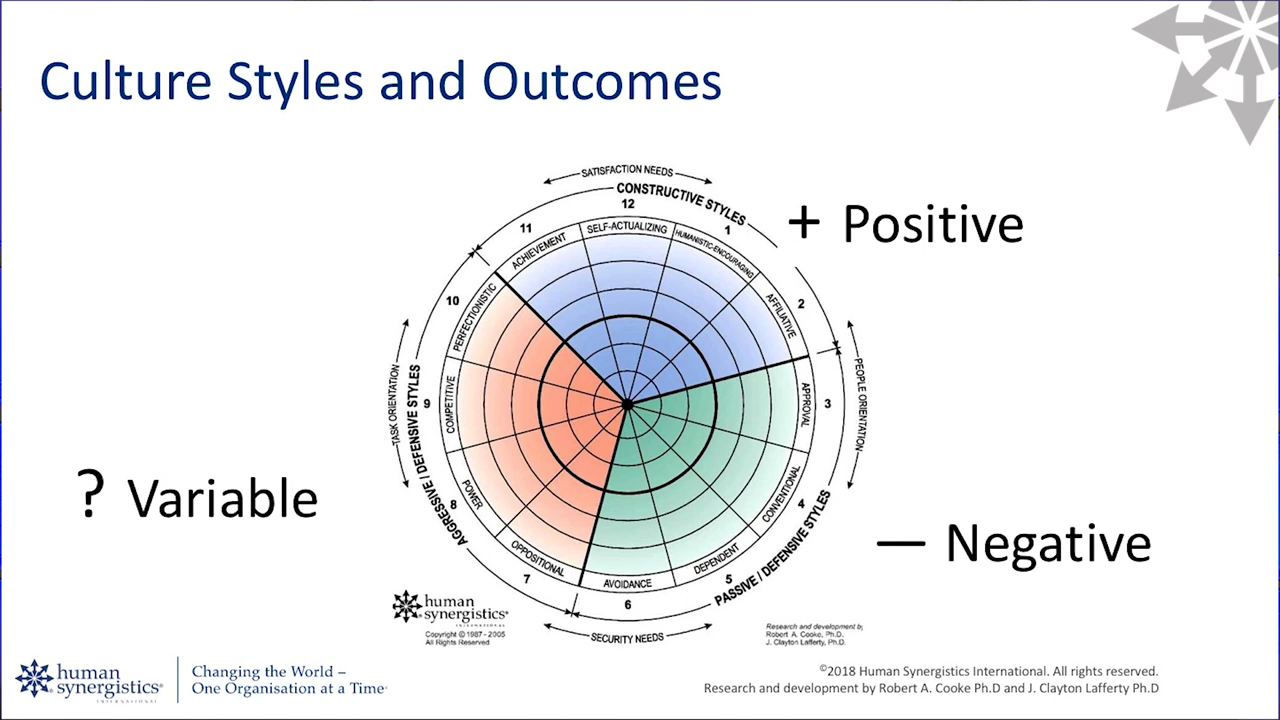 Culture Styles and Outcomes
SATISFACTION NEEDS
CONSTRUCTIVE STYLES
12
11
1
SELF-ACTUALIZING
ACHIEVEMENT
HUMANISTIC-ENCOURAGING
+ Positive
10
PERFECTIONISTIC
AFFILIATIVE
2
TASK ORIENTATION
AGGRESSIVE / DEFENSIVE STYLES
9
COMPETITIVE
APPROVAL
3
PEOPLE ORIENTATION
? Variable
8
POWER
CONVENTIONAL
4
PASSIVE / DEFENSIVE STYLES
— Negative
OPPOSITIONAL
7
AVOIDANCE
6
DEPENDENT
5
SECURITY NEEDS
human
synergistics®
INTERNATIONAL
Copyright © 1987 - 2005
All Rights Reserved
Research and development by
Robert A. Cooke, Ph.D.
J. Clayton Lafferty, Ph.D.
human
synergistics®
INTERNATIONAL
Changing the World –
One Organisation at a Time
©2018 Human Synergistics International. All rights reserved.
Research and development by Robert A. Cooke Ph.D and J. Clayton Lafferty Ph.D